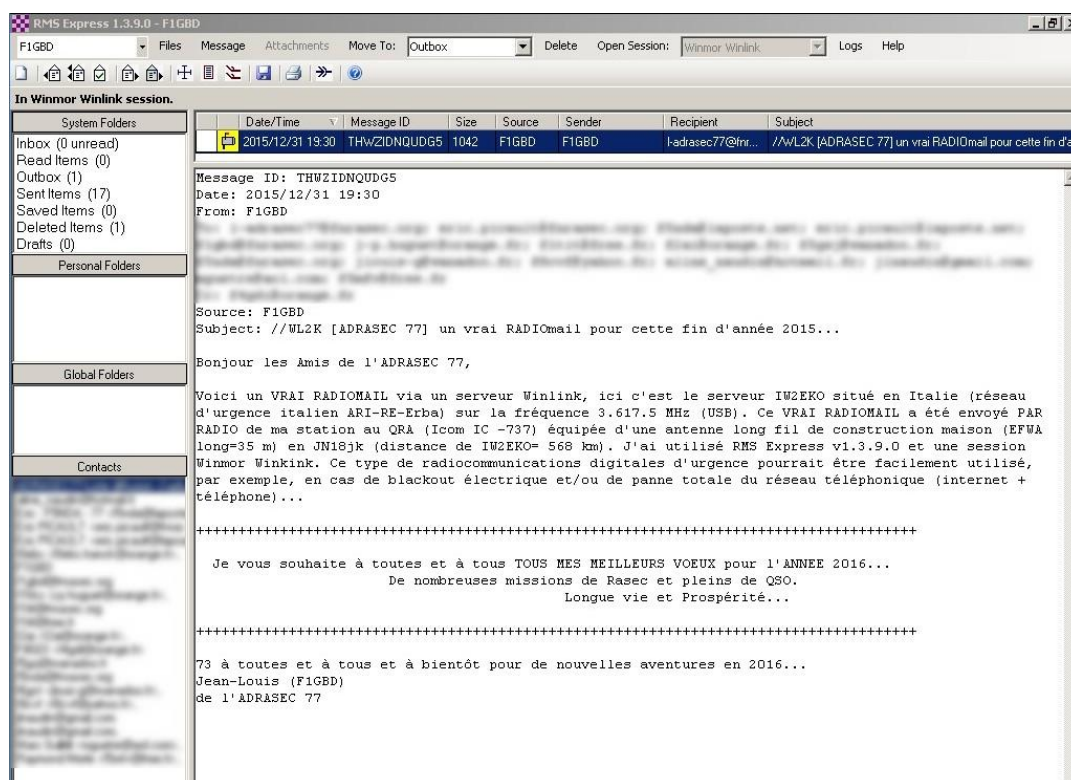 RMS Express 1.3.9.0 - F1GBD
F1GBD Files Message Attachments Move To: Outbox Delete Open Session: Winmor Winlink Logs Help
In Winmor Winlink session.
System Folders
Inbox (0 unread)
Read Items (0)
Outbox (1)
Sent Items (17)
Saved Items (0)
Deleted Items (1)
Drafts (0)
Personal Folders
Global Folders
Contacts
Date/Time Message ID Size Source Sender Recipient Subject
2015/12/31 19:30 THWZIDNQUDG5 1042 F1GBD F1GBD l-adrasec77@fnr... //WL2K [ADRASEC 77] un vrai RADIOmail pour cette fin d'a
Message ID: THWZIDNQUDG5
Date: 2015/12/31 19:30
From: F1GBD
Source: F1GBD
Subject: //WL2K [ADRASEC 77] un vrai RADIOmail pour cette fin d'année 2015...
Bonjour les Amis de l'ADRASEC 77,
Voici un VRAI RADIOMAIL via un serveur Winlink, ici c'est le serveur IW2EKO situé en Italie (réseau
d'urgence italien ARI-RE-Erba) sur la fréquence 3.617.5 MHz (USB). Ce VRAI RADIOMAIL a été envoyé PAR
RADIO de ma station au QRA (Icom IC -737) équipée d'une antenne long fil de construction maison (EFWA
long=35 m) en JN18jk (distance de IW2EKO= 568 km). J'ai utilisé RMS Express v1.3.9.0 et une session
Winmor Winkink. Ce type de radiocommunications digitales d'urgence pourrait être facilement utilisé,
par exemple, en cas de blackout électrique et/ou de panne totale du réseau téléphonique (internet +
téléphone)...
++++++++++++++++++++++++++++++++++++++++++++++++++++++++++++++++++++++++++++++++++++++
Je vous souhaite à toutes et à tous TOUS MES MEILLEURS VOEUX pour l'ANNEE 2016...
De nombreuses missions de Rasec et pleins de QSO.
Longue vie et Prospérité...
++++++++++++++++++++++++++++++++++++++++++++++++++++++++++++++++++++++++++++++++++++++
73 à toutes et à tous et à bientôt pour de nouvelles aventures en 2016...
Jean-Louis (F1GBD)
de l'ADRASEC 77